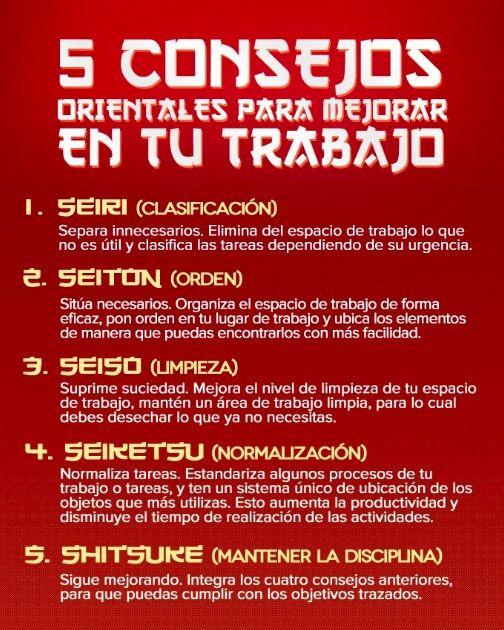 5 CONSEJOS
ORIENTALES PARA MEJORAR
EN TU TRABAJO
1. SEIRI (CLASIFICACIÓN)
Separa innecesarios. Elimina del espacio de trabajo lo que
no es útil y clasifica las tareas dependiendo de su urgencia.
2. SEITON (ORDEN)
Sitúa necesarios. Organiza el espacio de trabajo de forma
eficaz, pon orden en tu lugar de trabajo y ubica los elementos
de manera que puedas encontrarlos con más facilidad.
3. SEISO (LIMPIEZA)
Suprime suciedad. Mejora el nivel de limpieza de tu espacio
de trabajo, mantén un área de trabajo limpia, para lo cual
debes desechar lo que ya no necesitas.
4. SEIKETSU (NORMALIZACIÓN)
Normaliza tareas. Estandariza algunos procesos de tu
trabajo o tareas, y ten un sistema único de ubicación de los
objetos que más utilizas. Esto aumenta la productividad y
disminuye el tiempo de realización de las actividades.
5. SHITSUKE (MANTENER LA DISCIPLINA)
Sigue mejorando. Integra los cuatro consejos anteriores,
para que puedas cumplir con los objetivos trazados.